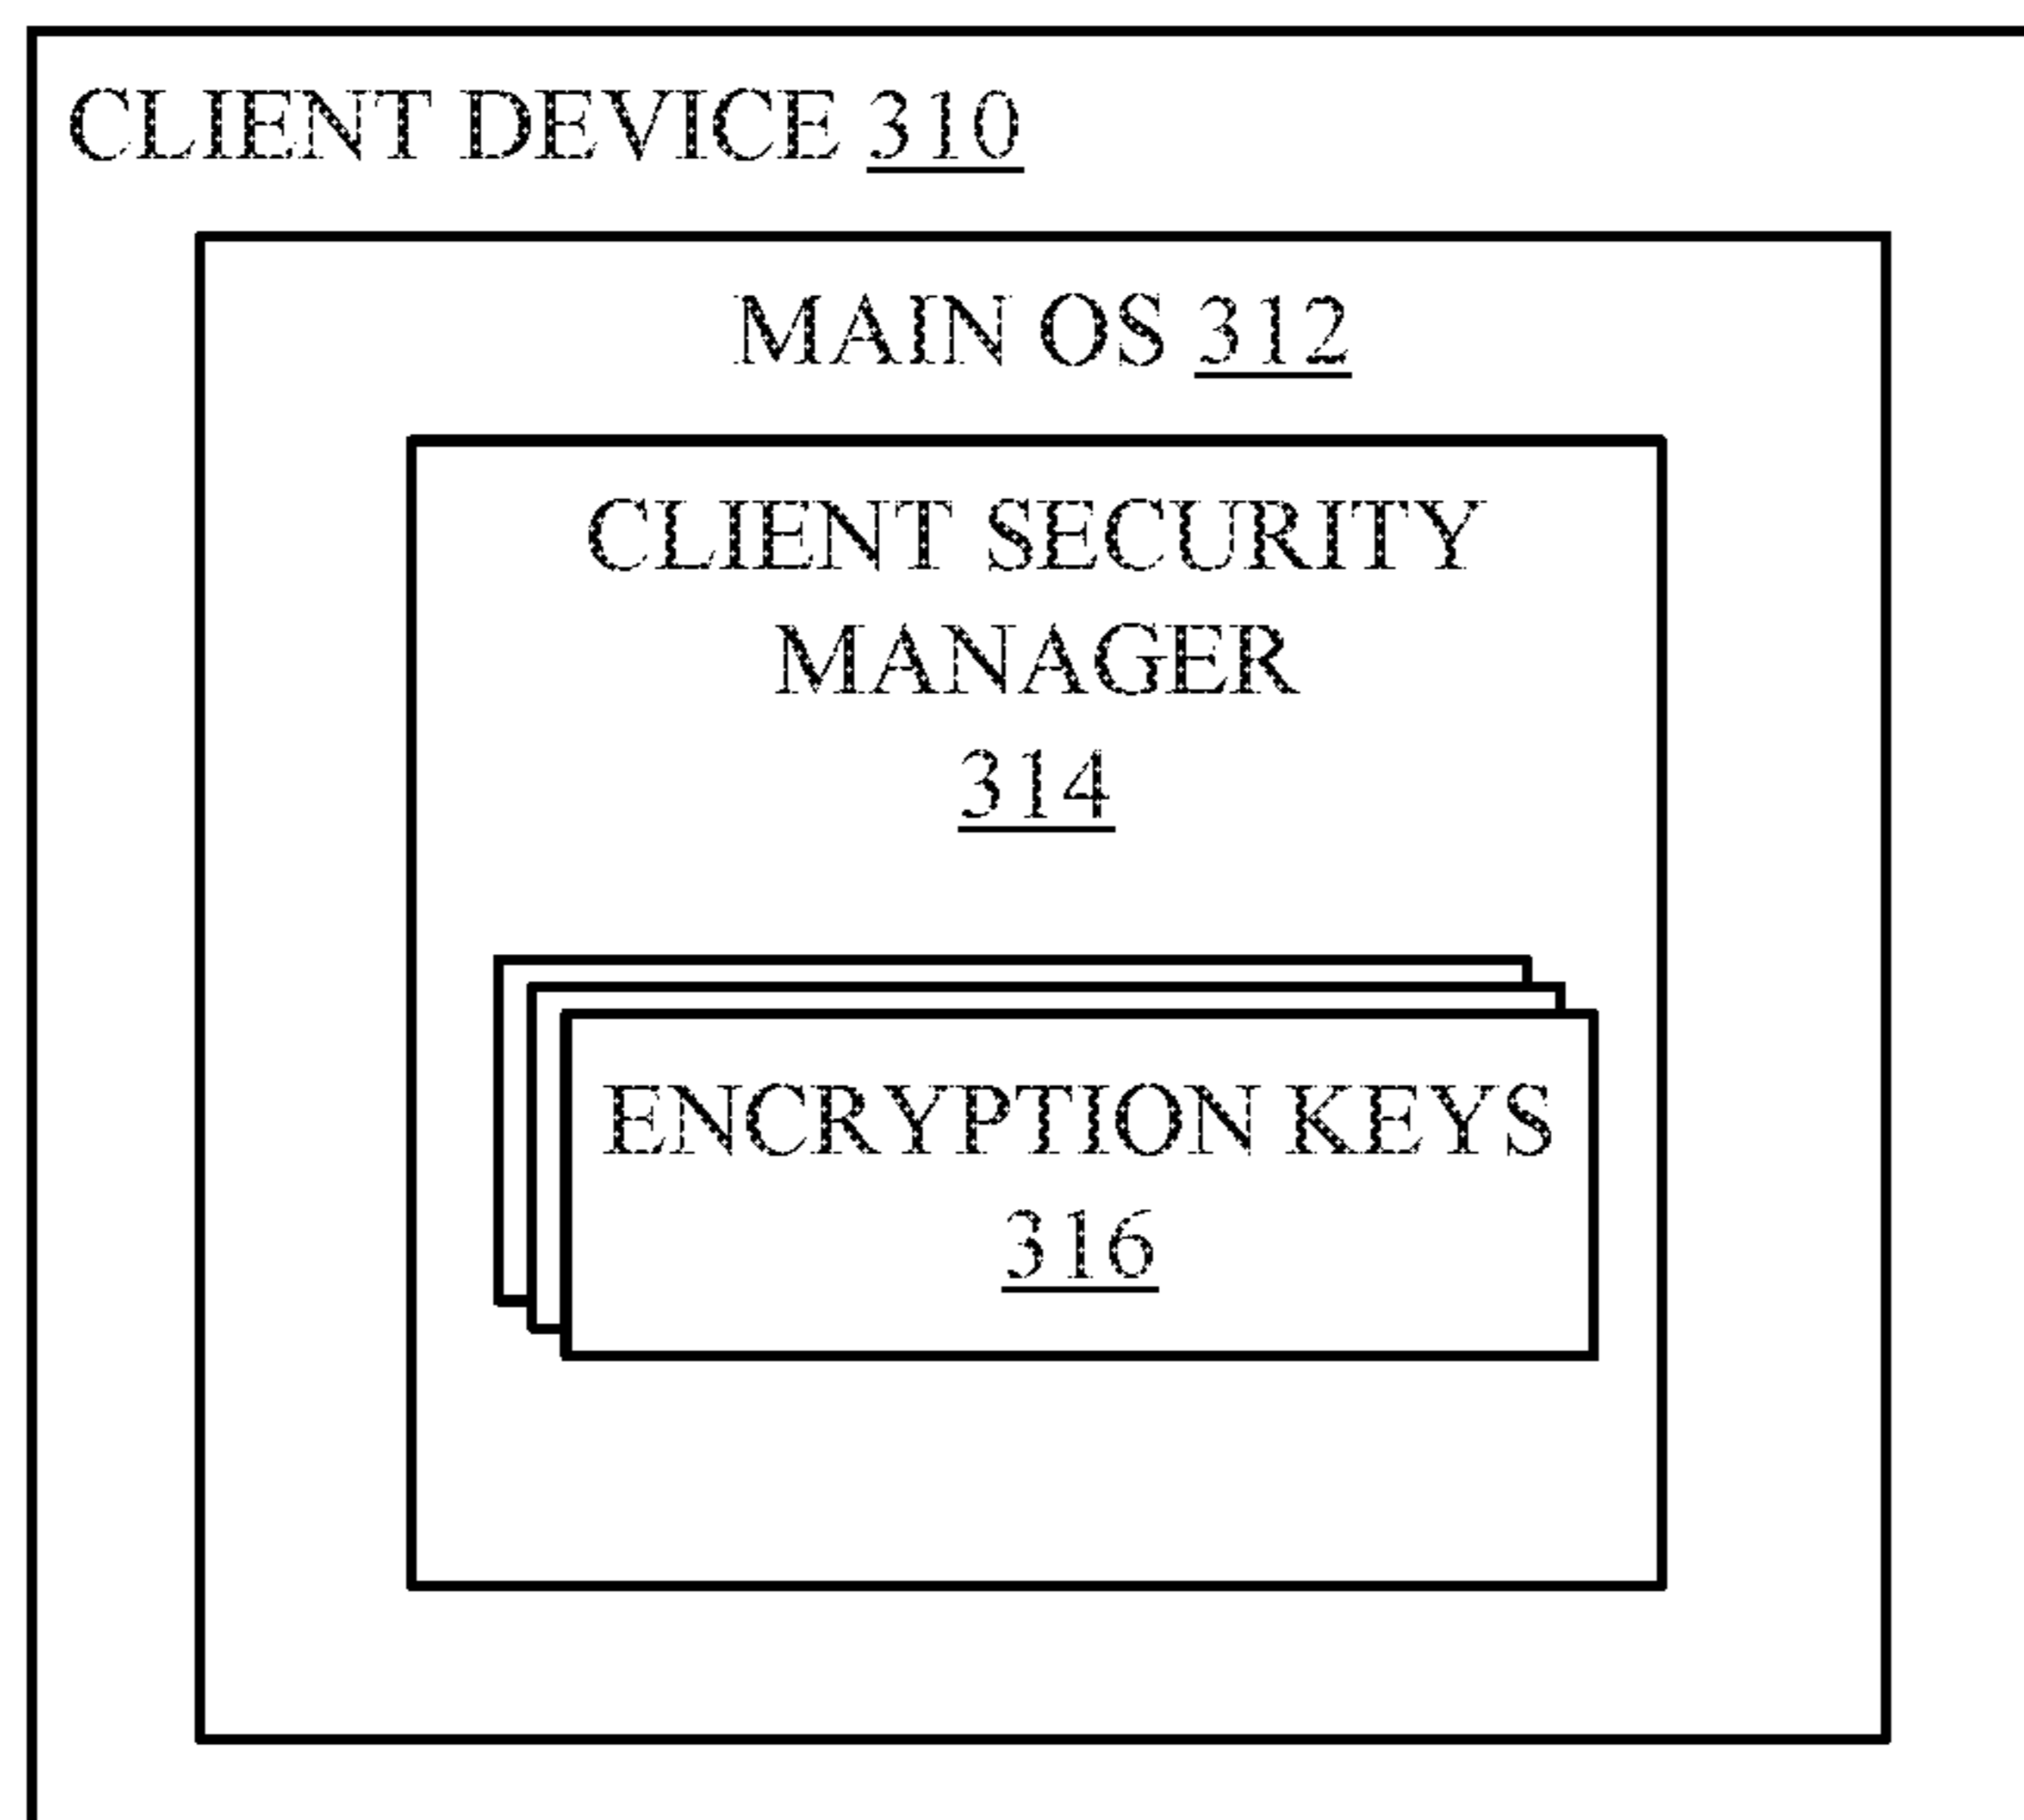 CLIENT DEVICE 310
MAIN OS 312
CLIENT SECURITY
MANAGER
314
ENCRYPTION KEYS
316